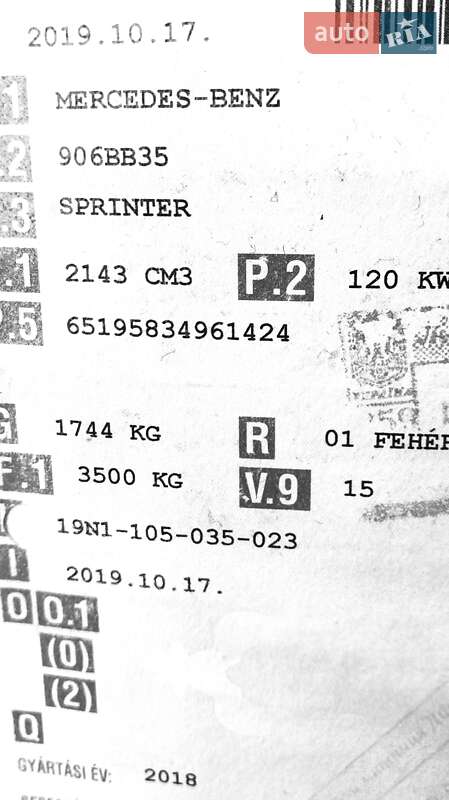 2019.10.17.
auto RIA
.1 MERCEDES-BENZ
.2 906BB35
.3 SPRINTER
.1 2143 CM3 P.2 120 KW
P.5 65195834961424
G 1744 KG R 01 FEHÉR
F.1 3500 KG V.9 15
19N1-105-035-023
I 2019.10.17.
O O.1
(0)
(2)
Q
GYÁRTÁSI ÉV: 2018